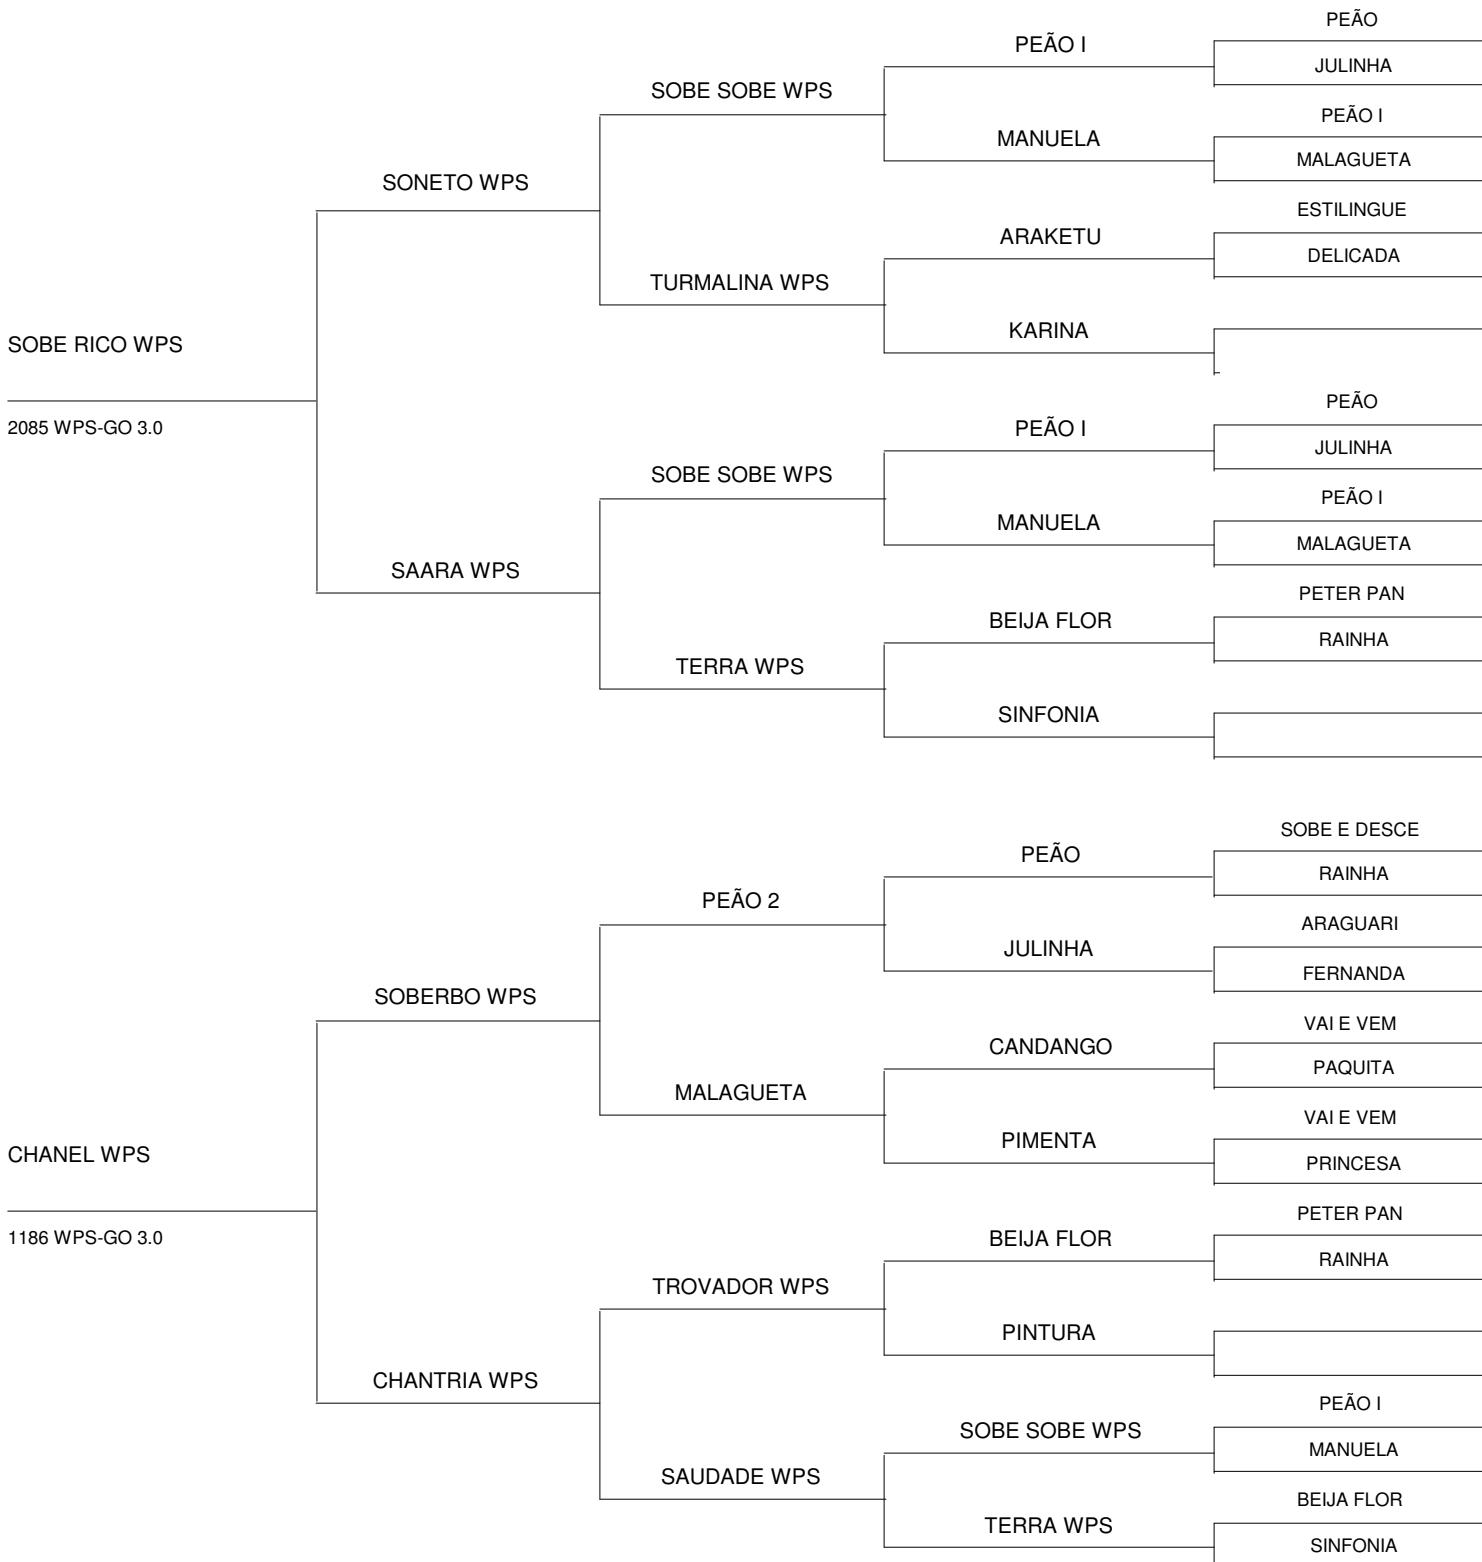 PEÃO
PEÃO I
JULINHA
SOBE SOBE WPS
PEÃO I
MANUELA
MALAGUETA
SONETO WPS
ESTILINGUE
ARAKETU
DELICADA
TURMALINA WPS
KARINA
SOBE RICO WPS
PEÃO
2085 WPS-GO 3.0
PEÃO I
JULINHA
SOBE SOBE WPS
PEÃO I
MANUELA
MALAGUETA
SAARA WPS
PETER PAN
BEIJA FLOR
RAINHA
TERRA WPS
SINFONIA
SOBE E DESCE
PEÃO
RAINHA
PEÃO 2
ARAGUARI
JULINHA
FERNANDA
SOBERBO WPS
VAI E VEM
CANDANGO
PAQUITA
MALAGUETA
VAI E VEM
PIMENTA
PRINCESA
CHANEL WPS
PETER PAN
1186 WPS-GO 3.0
BEIJA FLOR
RAINHA
TROVADOR WPS
PINTURA
CHANTRIA WPS
PEÃO I
SOBE SOBE WPS
MANUELA
SAUDADE WPS
BEIJA FLOR
TERRA WPS
SINFONIA